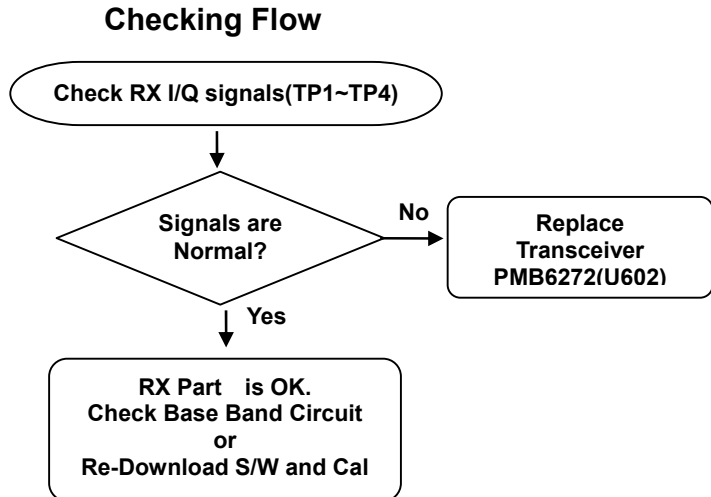 Checking Flow
Check RX I/Q signals(TP1~TP4)
Signals are
Normal?
No
Replace
Transceiver
PMB6272(U602)
Yes
RX Part is OK.
Check Base Band Circuit
or
Re-Download S/W and Cal